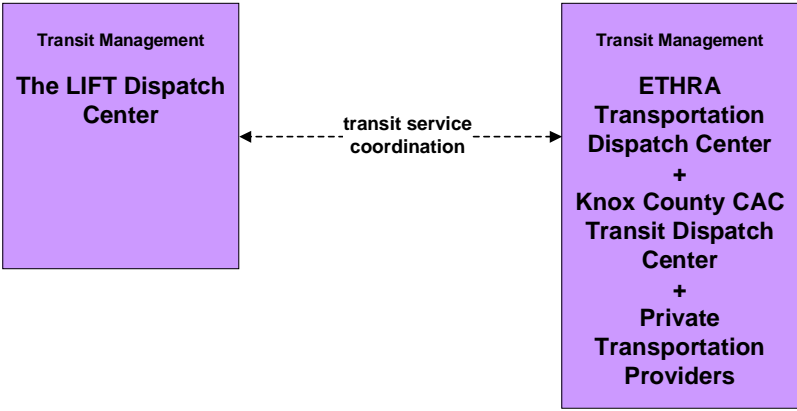 Transit Management
The LIFT Dispatch
Center
transit service
coordination
Transit Management
ETHRA
Transportation
Dispatch Center
+
Knox County CAC
Transit Dispatch
Center
+
Private
Transportation
Providers